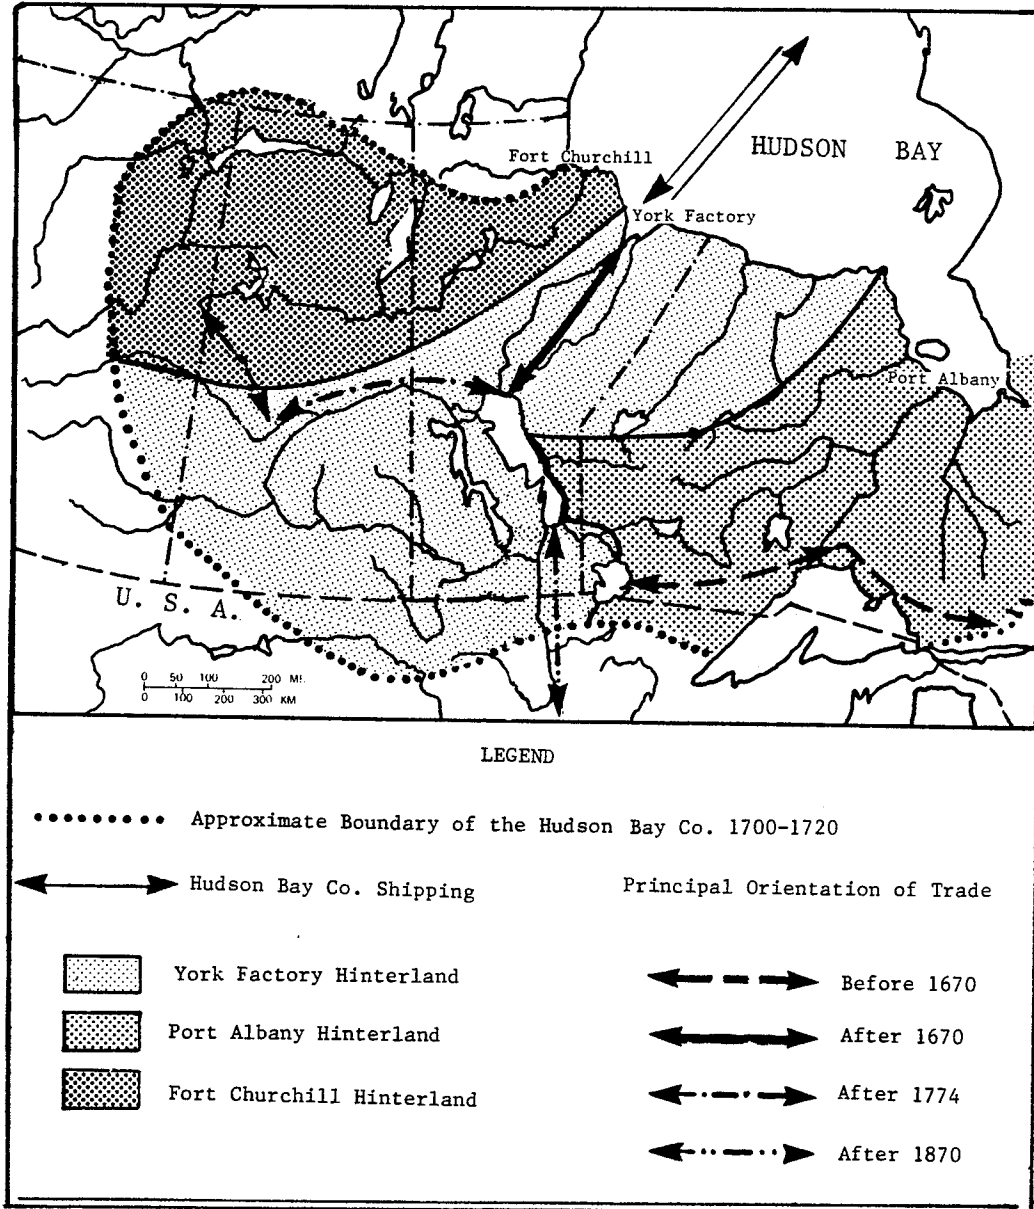 HUDSON BAY
Fort Churchill
York Factory
Port Albany
U. S. A.
0 50 100 200 MI.
0 100 200 300 KM
LEGEND
Approximate Boundary of the Hudson Bay Co. 1700-1720
Hudson Bay Co. Shipping
Principal Orientation of Trade
York Factory Hinterland
Before 1670
Port Albany Hinterland
After 1670
Fort Churchill Hinterland
After 1774
After 1870